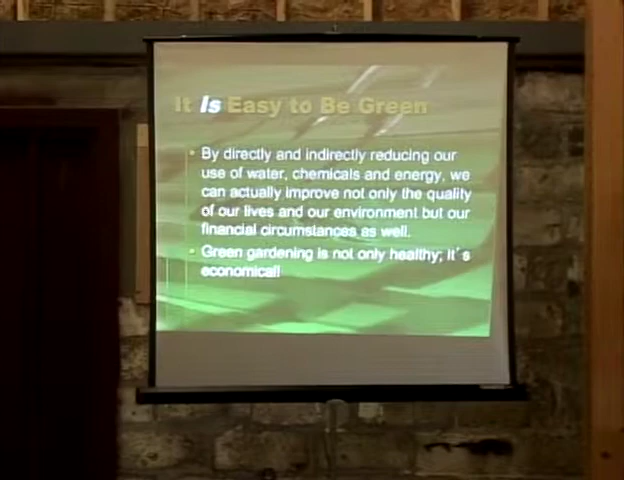 It Is Easy to Be Green
• By directly and indirectly reducing our
use of water, chemicals and energy, we
can actually improve not only the quality
of our lives and our environment but our
financial circumstances as well.
• Green gardening is not only healthy; it´s
economical!